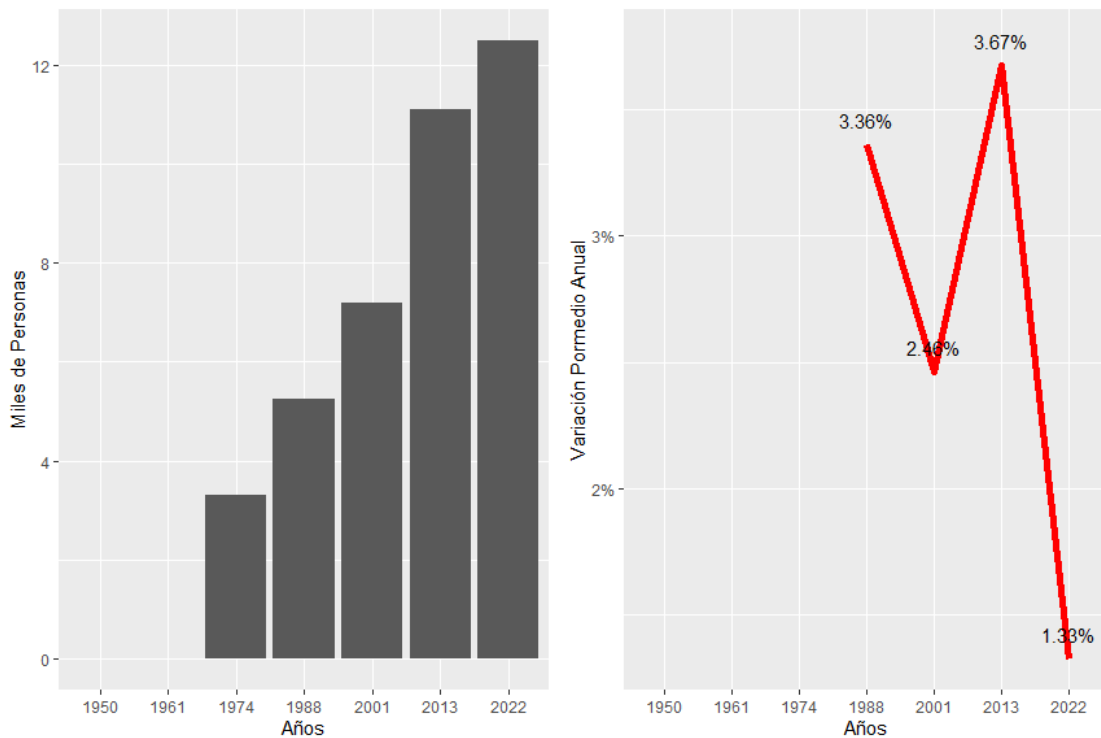 Miles de Personas
12
8
4
0
1950 1961 1974 1988 2001 2013 2022
Años
Variación Pormedio Anual
3%
2%
3.36%
2.46%
3.67%
1.33%
1950 1961 1974 1988 2001 2013 2022
Años